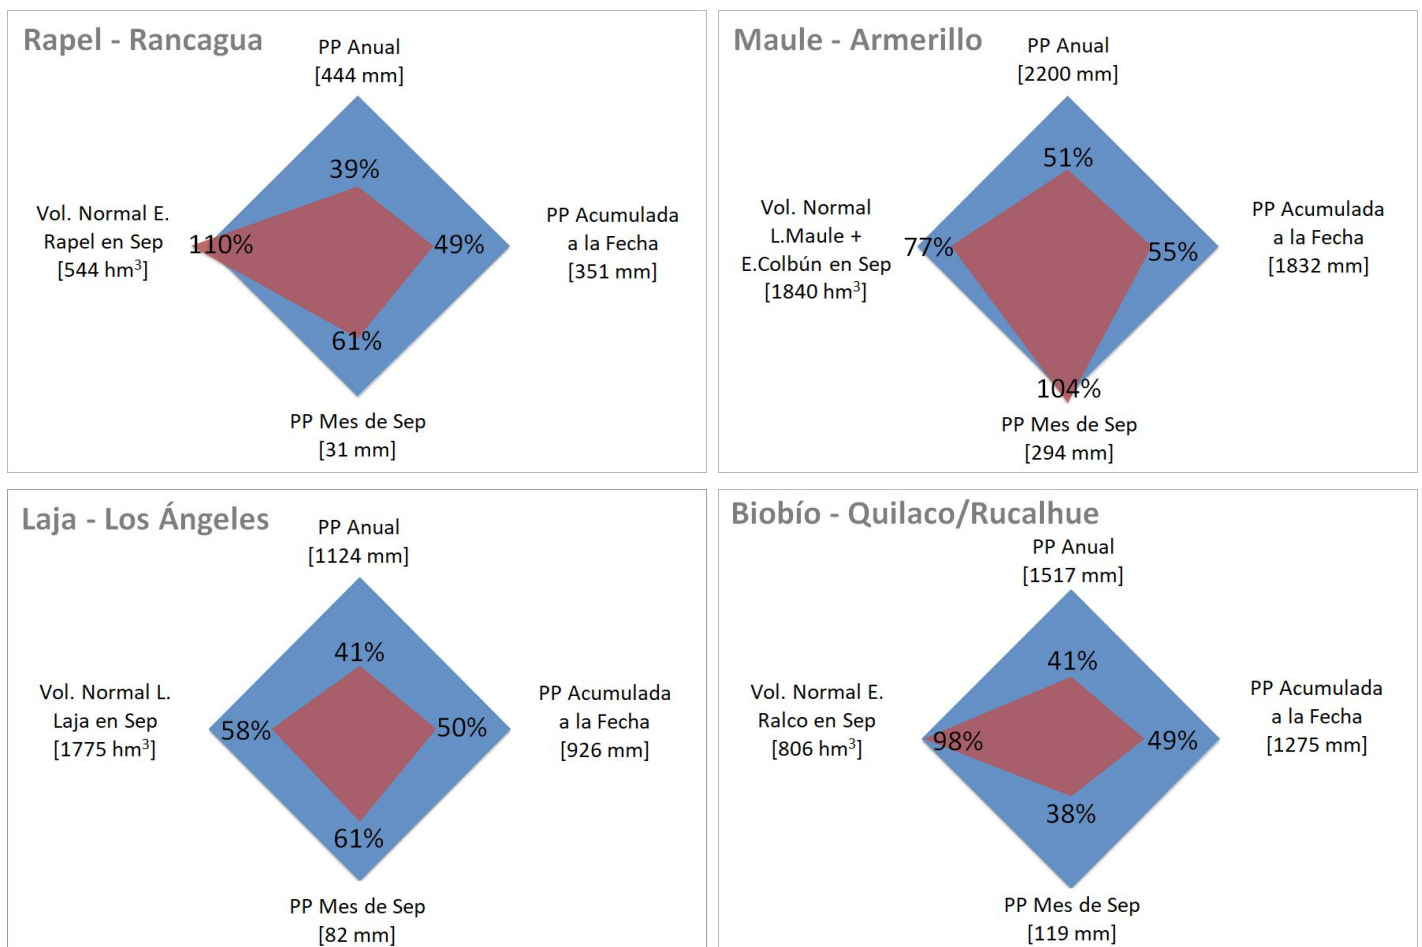 Rapel - Rancagua
PP Anual
[444 mm]
39%
Vol. Normal E.
Rapel en Sep
[544 hm³]
110%
49%
PP Acumulada
a la Fecha
[351 mm]
61%
PP Mes de Sep
[31 mm]
Maule - Armerillo
PP Anual
[2200 mm]
51%
Vol. Normal
L.Maule +
E.Colbún en Sep
[1840 hm³]
77%
55%
PP Acumulada
a la Fecha
[1832 mm]
104%
PP Mes de Sep
[294 mm]
Laja - Los Ángeles
PP Anual
[1124 mm]
41%
Vol. Normal L.
Laja en Sep
[1775 hm³]
58%
50%
PP Acumulada
a la Fecha
[926 mm]
61%
PP Mes de Sep
[82 mm]
Biobío - Quilaco/Rucalhue
PP Anual
[1517 mm]
41%
Vol. Normal E.
Ralco en Sep
[806 hm³]
98%
49%
PP Acumulada
a la Fecha
[1275 mm]
38%
PP Mes de Sep
[119 mm]